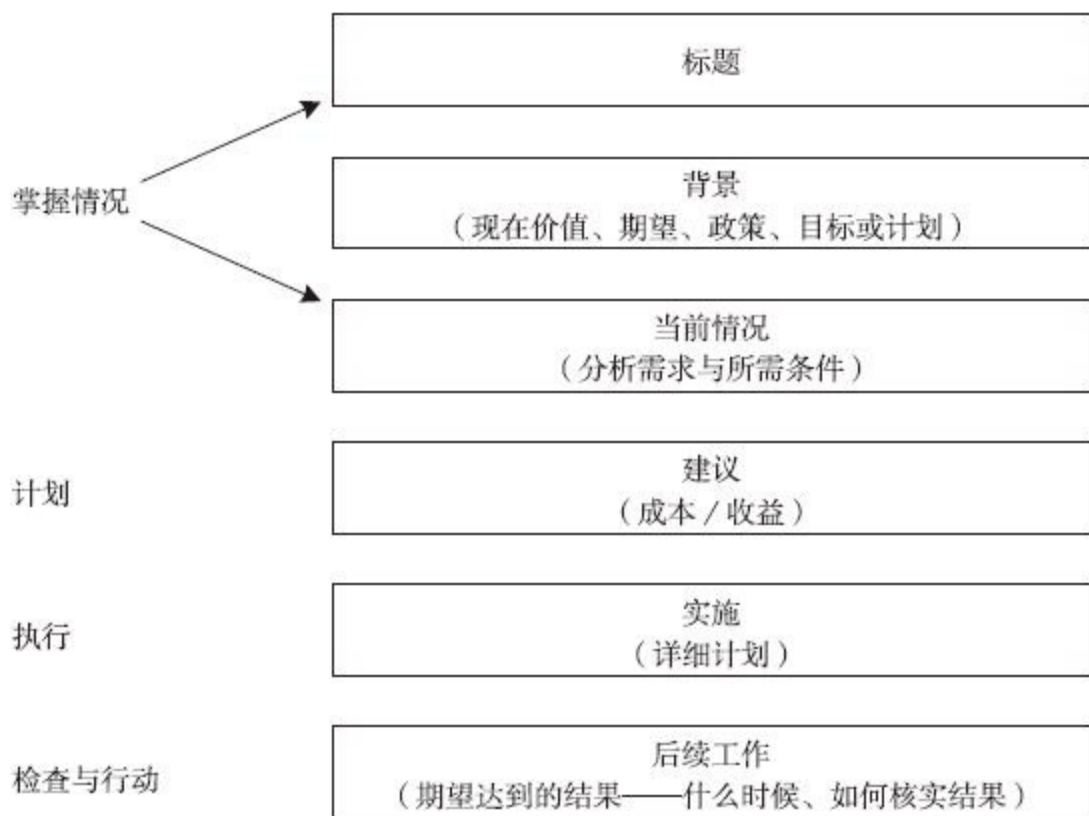 标题
掌握情况
背景
（现在价值、期望、政策、目标或计划）
当前情况
（分析需求与所需条件）
计划
建议
（成本／收益）
执行
实施
（详细计划）
检查与行动
后续工作
（期望达到的结果——什么时候、如何核实结果）